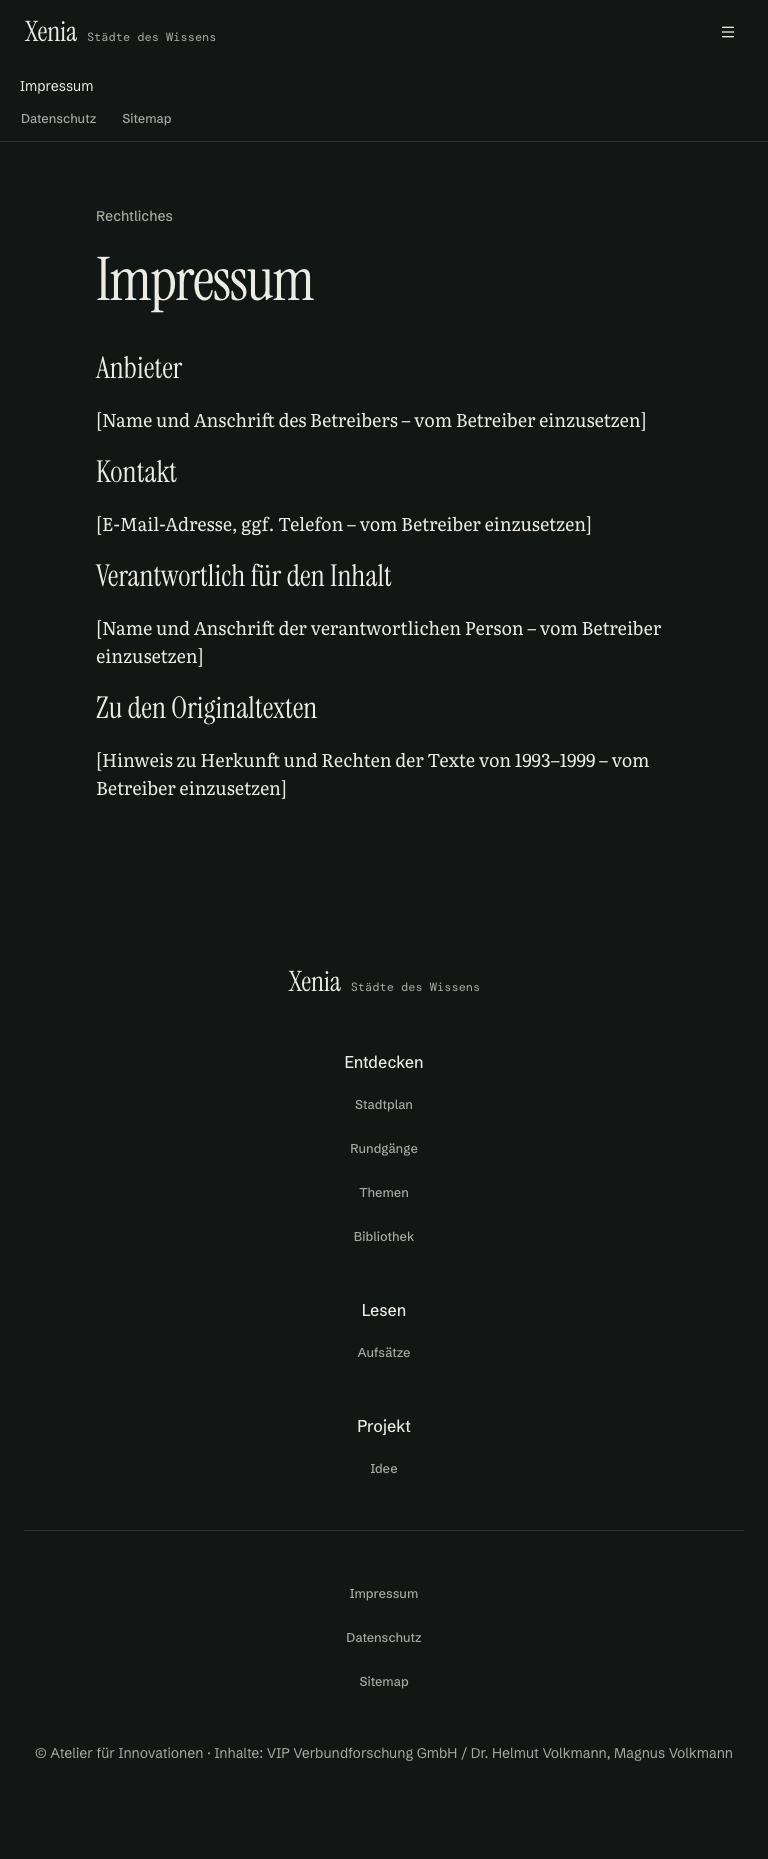 Xenia Städte des Wissens
☰
Impressum
Datenschutz Sitemap
Rechtliches
Impressum
Anbieter
[Name und Anschrift des Betreibers – vom Betreiber einzusetzen]
Kontakt
[E-Mail-Adresse, ggf. Telefon – vom Betreiber einzusetzen]
Verantwortlich für den Inhalt
[Name und Anschrift der verantwortlichen Person – vom Betreiber
einzusetzen]
Zu den Originaltexten
[Hinweis zu Herkunft und Rechten der Texte von 1993–1999 – vom
Betreiber einzusetzen]
Xenia Städte des Wissens
Entdecken
Stadtplan
Rundgänge
Themen
Bibliothek
Lesen
Aufsätze
Projekt
Idee
Impressum
Datenschutz
Sitemap
© Atelier für Innovationen · Inhalte: VIP Verbundforschung GmbH / Dr. Helmut Volkmann, Magnus Volkmann